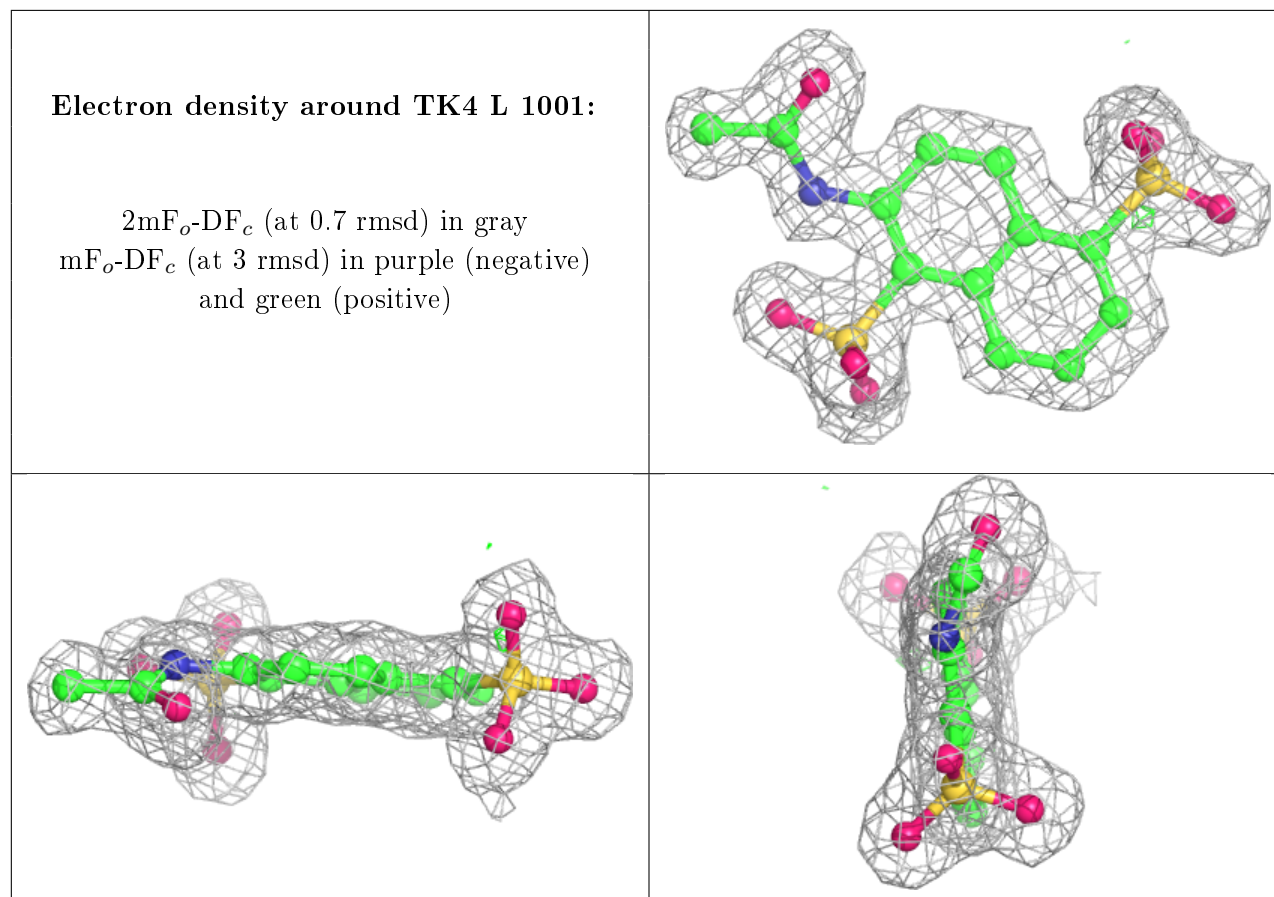 Electron density around TK4 L 1001:
2mFₒ-DF𝒸 (at 0.7 rmsd) in gray
mFₒ-DF𝒸 (at 3 rmsd) in purple (negative)
and green (positive)